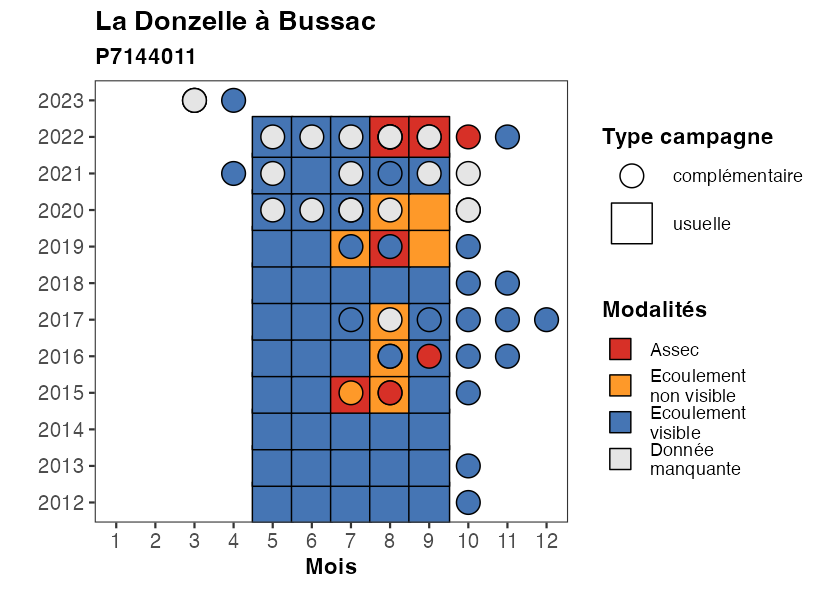 La Donzelle à Bussac
P7144011
2023
2022
2021
2020
2019
2018
2017
2016
2015
2014
2013
2012
1 2 3 4 5 6 7 8 9 10 11 12
Mois
Type campagne
complémentaire
usuelle
Modalités
Assec
Ecoulement
non visible
Ecoulement
visible
Donnée
manquante